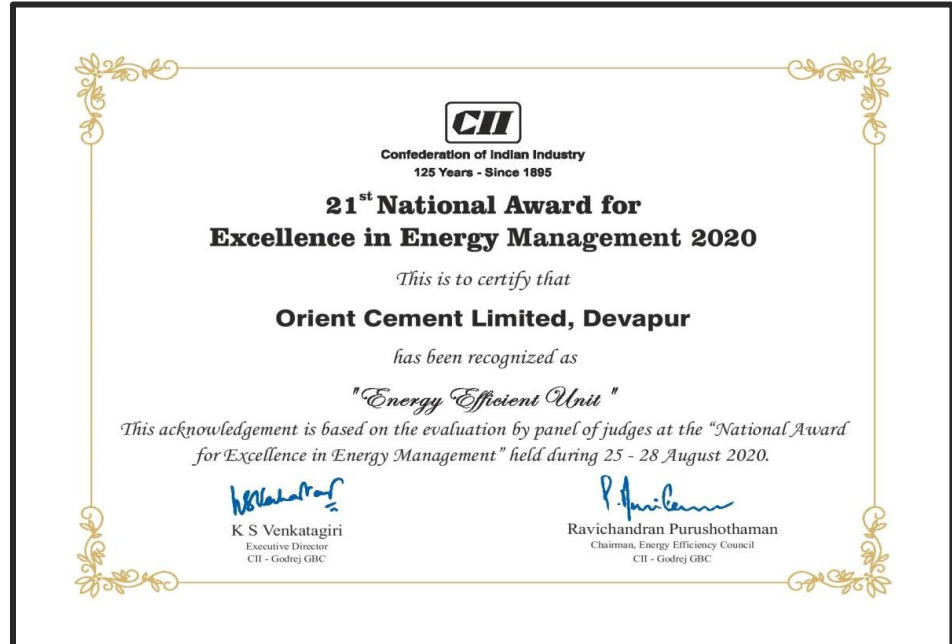 CII
Confederation of Indian Industry
125 Years - Since 1895
21st National Award for
Excellence in Energy Management 2020
This is to certify that
Orient Cement Limited, Devapur
has been recognized as
"Energy Efficient Unit "
This acknowledgement is based on the evaluation by panel of judges at the “National Award
for Excellence in Energy Management” held during 25 - 28 August 2020.
K S Venkatagiri
Executive Director
CII - Godrej GBC
Ravichandran Purushothaman
Chairman, Energy Efficiency Council
CII - Godrej GBC